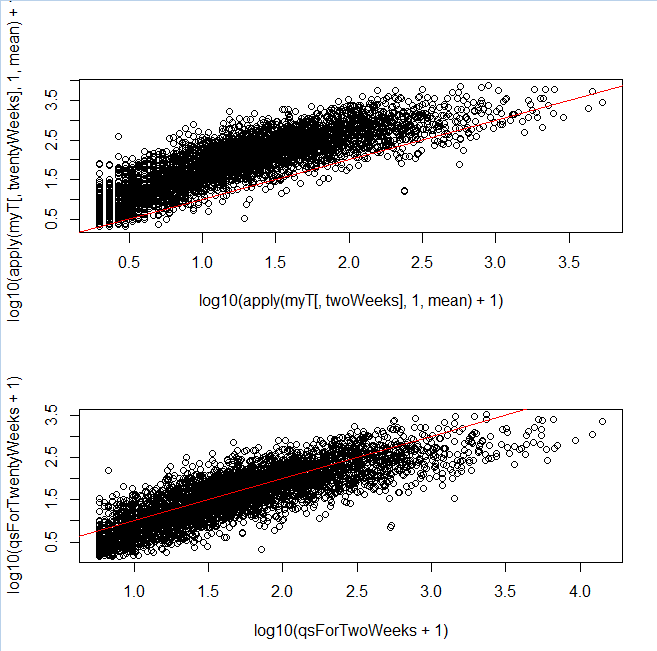 log10(apply(myT[, twentyWeeks], 1, mean) +
0.5 1.5 2.5 3.5
0.5 1.0 1.5 2.0 2.5 3.0 3.5
log10(apply(myT[, twoWeeks], 1, mean) + 1)
log10(qsForTwentyWeeks + 1)
0.5 1.5 2.5 3.5
1.0 1.5 2.0 2.5 3.0 3.5 4.0
log10(qsForTwoWeeks + 1)